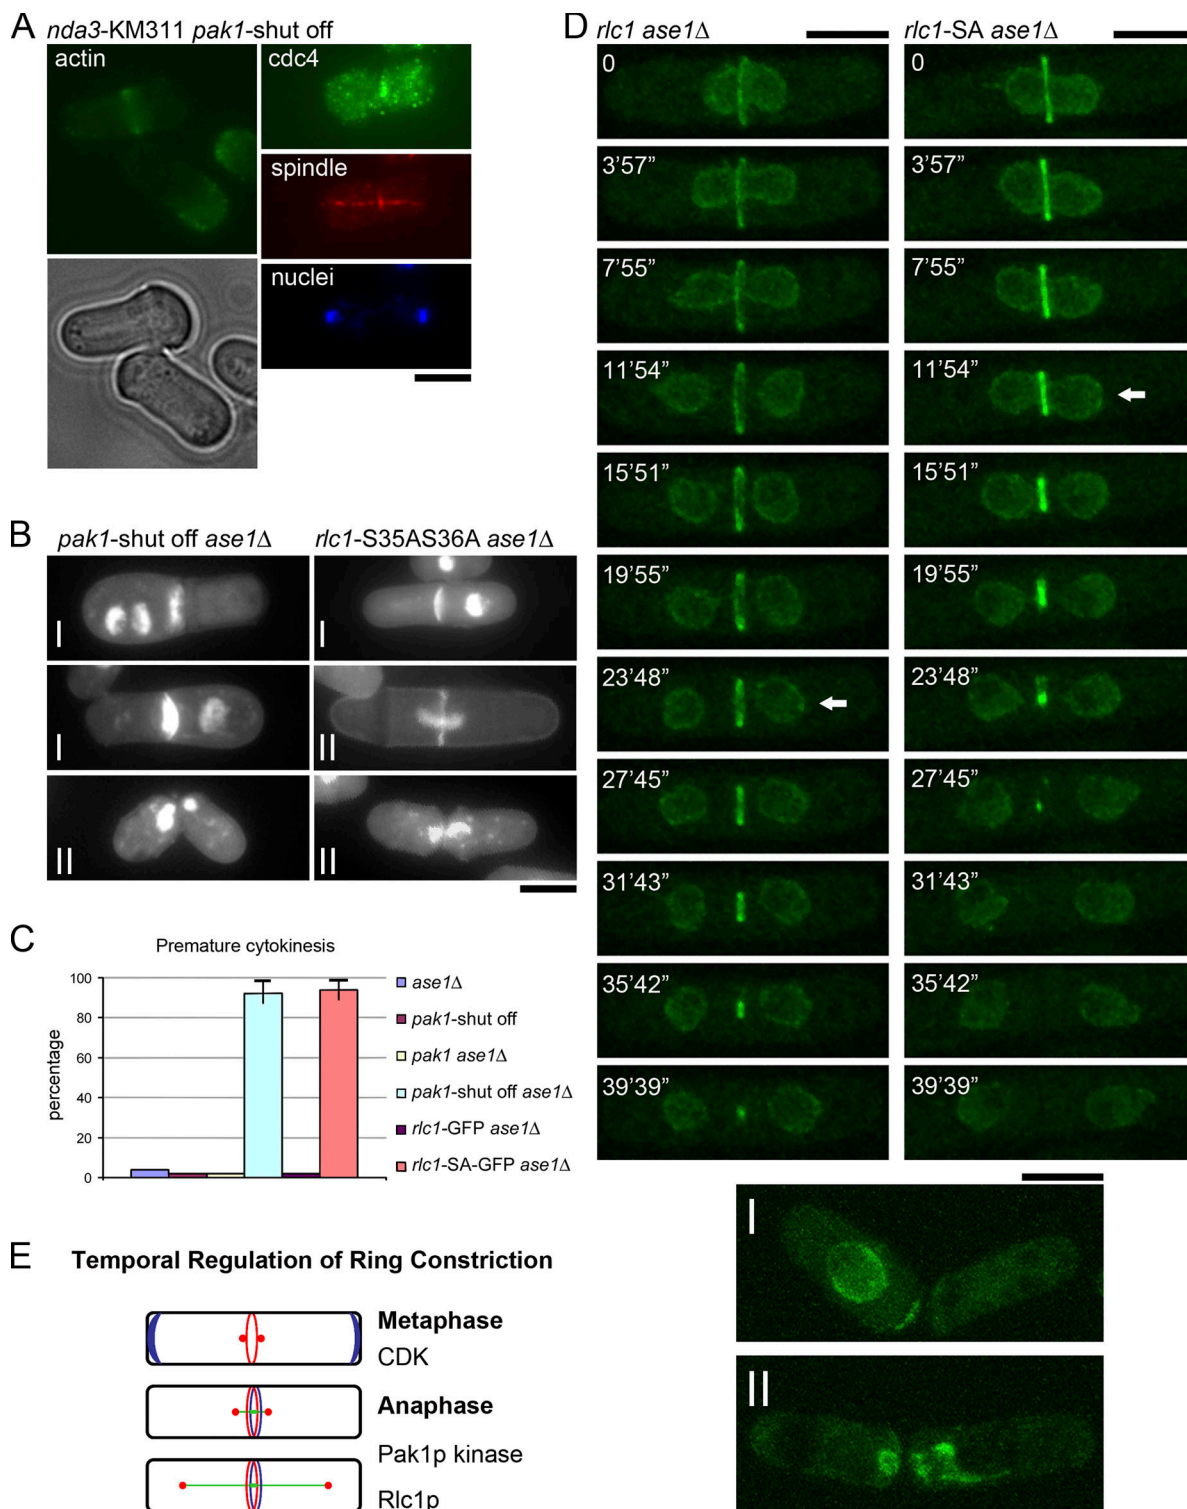 A
nda3-KM311 pak1-shut off
actin
cdc4
spindle
nuclei
B
pak1-shut off ase1Δ
rlc1-S35AS36A ase1Δ
I
I
I
II
II
II
C
Premature cytokinesis
percentage
100
80
60
40
20
0
ase1Δ
pak1-shut off
pak1 ase1Δ
pak1-shut off ase1Δ
rlc1-GFP ase1Δ
rlc1-SA-GFP ase1Δ
D
rlc1 ase1Δ
rlc1-SA ase1Δ
0
0
3'57”
3'57”
7'55”
7'55”
11'54”
11'54”
15'51”
15'51”
19'55”
19'55”
23'48”
23'48”
27'45”
27'45”
31'43”
31'43”
35'42”
35'42”
39'39”
39'39”
I
II
E
Temporal Regulation of Ring Constriction
Metaphase
CDK
Anaphase
Pak1p kinase
Rlc1p